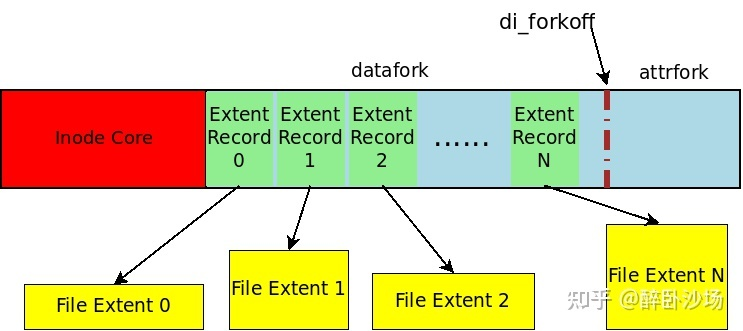 di_forkoff
datafork
attrfork
Inode Core
Extent
Record
0
Extent
Record
1
Extent
Record
2
......
Extent
Record
N
File Extent 0
File Extent 1
File Extent 2
File Extent N
知乎 @醉卧沙场